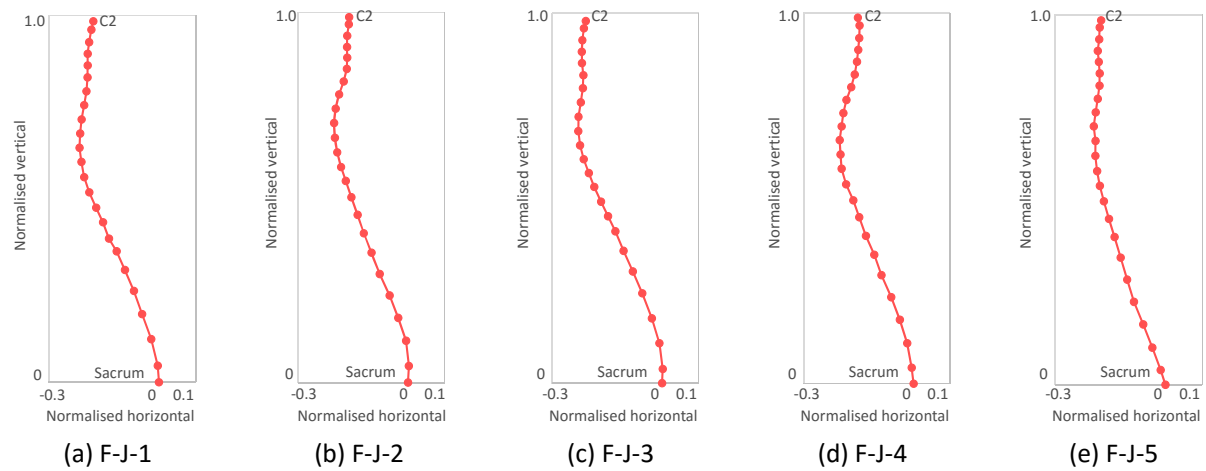 1.0 C2
Normalised vertical
0 Sacrum
-0.3 0 0.1
Normalised horizontal
(a) F-J-1
1.0 C2
Normalised vertical
0 Sacrum
-0.3 0 0.1
Normalised horizontal
(b) F-J-2
1.0 C2
Normalised vertical
0 Sacrum
-0.3 0 0.1
Normalised horizontal
(c) F-J-3
1.0 C2
Normalised vertical
0 Sacrum
-0.3 0 0.1
Normalised horizontal
(d) F-J-4
1.0 C2
Normalised vertical
0 Sacrum
-0.3 0 0.1
Normalised horizontal
(e) F-J-5